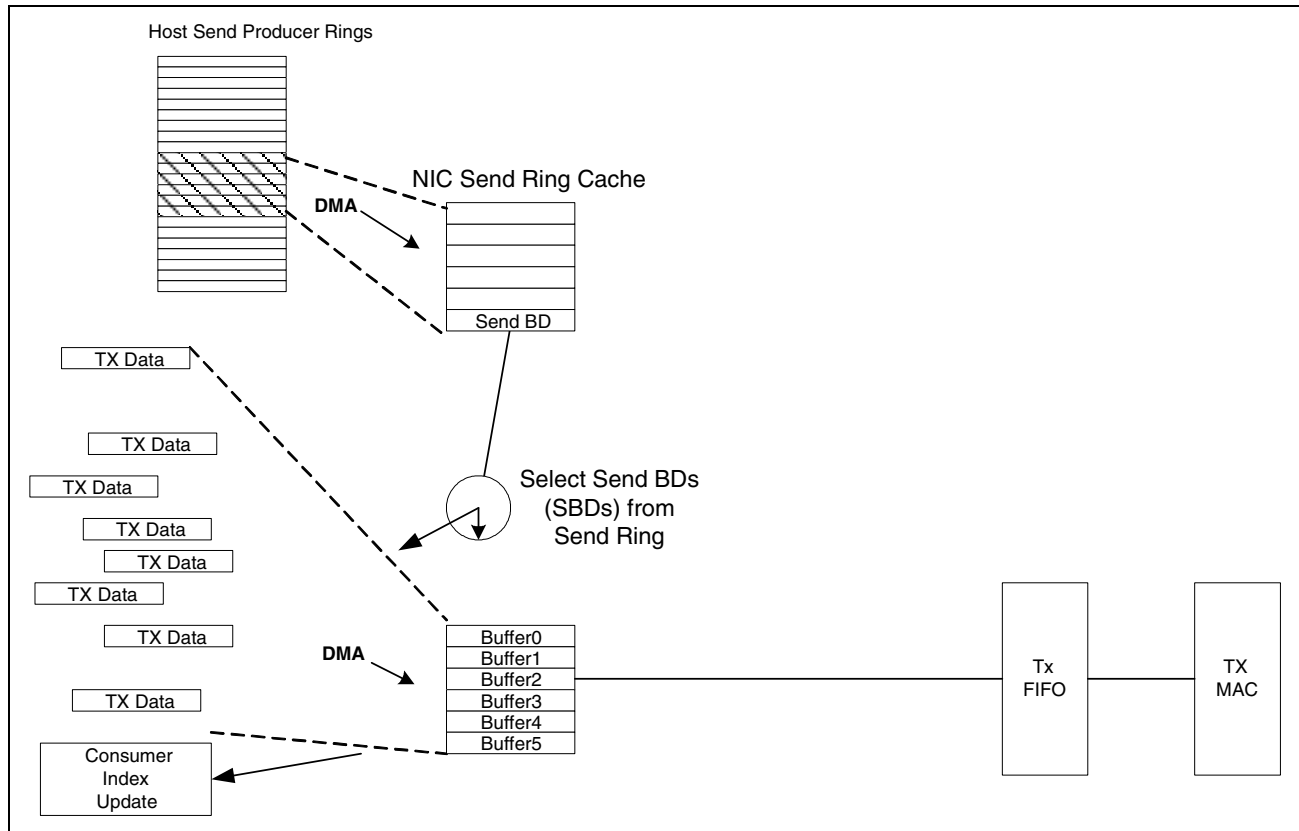 Host Send Producer Rings
NIC Send Ring Cache
DMA
Send BD
TX Data
TX Data
TX Data
TX Data
TX Data
TX Data
TX Data
TX Data
Select Send BDs
(SBDs) from
Send Ring
DMA
Buffer0
Buffer1
Buffer2
Buffer3
Buffer4
Buffer5
Tx
FIFO
TX
MAC
Consumer
Index
Update